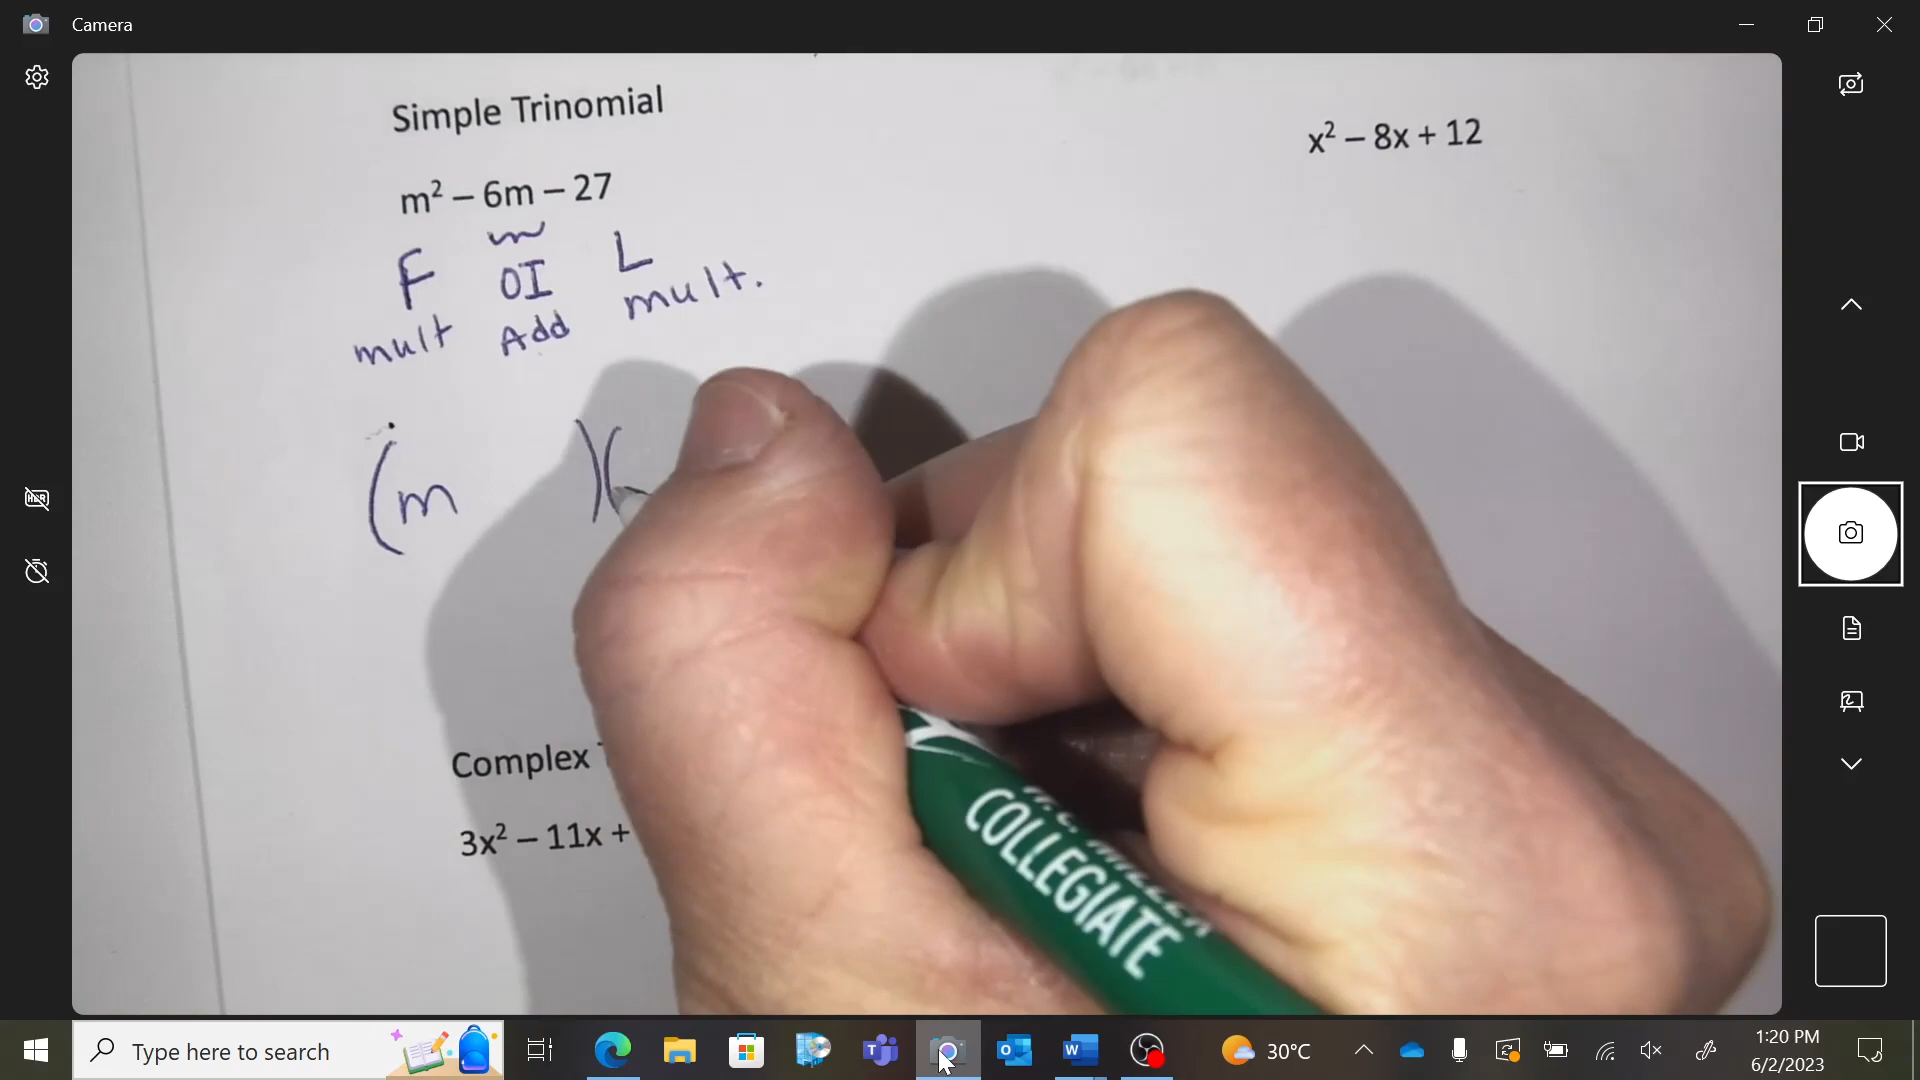 Camera
Simple Trinomial
m² – 6m – 27
F OI L
mult Add mult.
(m )(
x² – 8x + 12
Complex
3x² – 11x +
COLLEGIATE
Type here to search
30°C
1:20 PM
6/2/2023